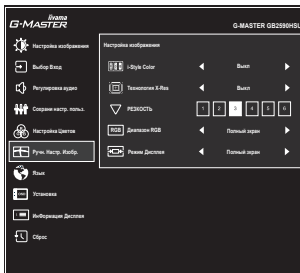 iiyama
G-MASTER
G-MASTER GB2590HSU
Настройка изображения
Выбор Вход
Регулировка аудио
Сохрани настр. польз.
Настройка Цветов
Ручн. Настр. Изобр.
Язык
Установка
ИНформация Дисплея
Сброс
Настройка изображения
i-Style Color
Выкл
Технология X-Res
Выкл
РЕЗКОСТЬ
1 2 3 4 5 6
RGB Диапазон RGB
Полный экран
Режим Дисплея
Полный экран